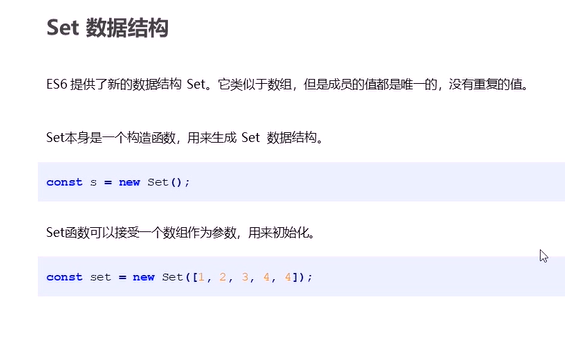 Set 数据结构
ES6 提供了新的数据结构 Set。它类似于数组，但是成员的值都是唯一的，没有重复的值。
Set本身是一个构造函数，用来生成 Set 数据结构。
const s = new Set();
Set函数可以接受一个数组作为参数，用来初始化。
const set = new Set([1, 2, 3, 4, 4]);